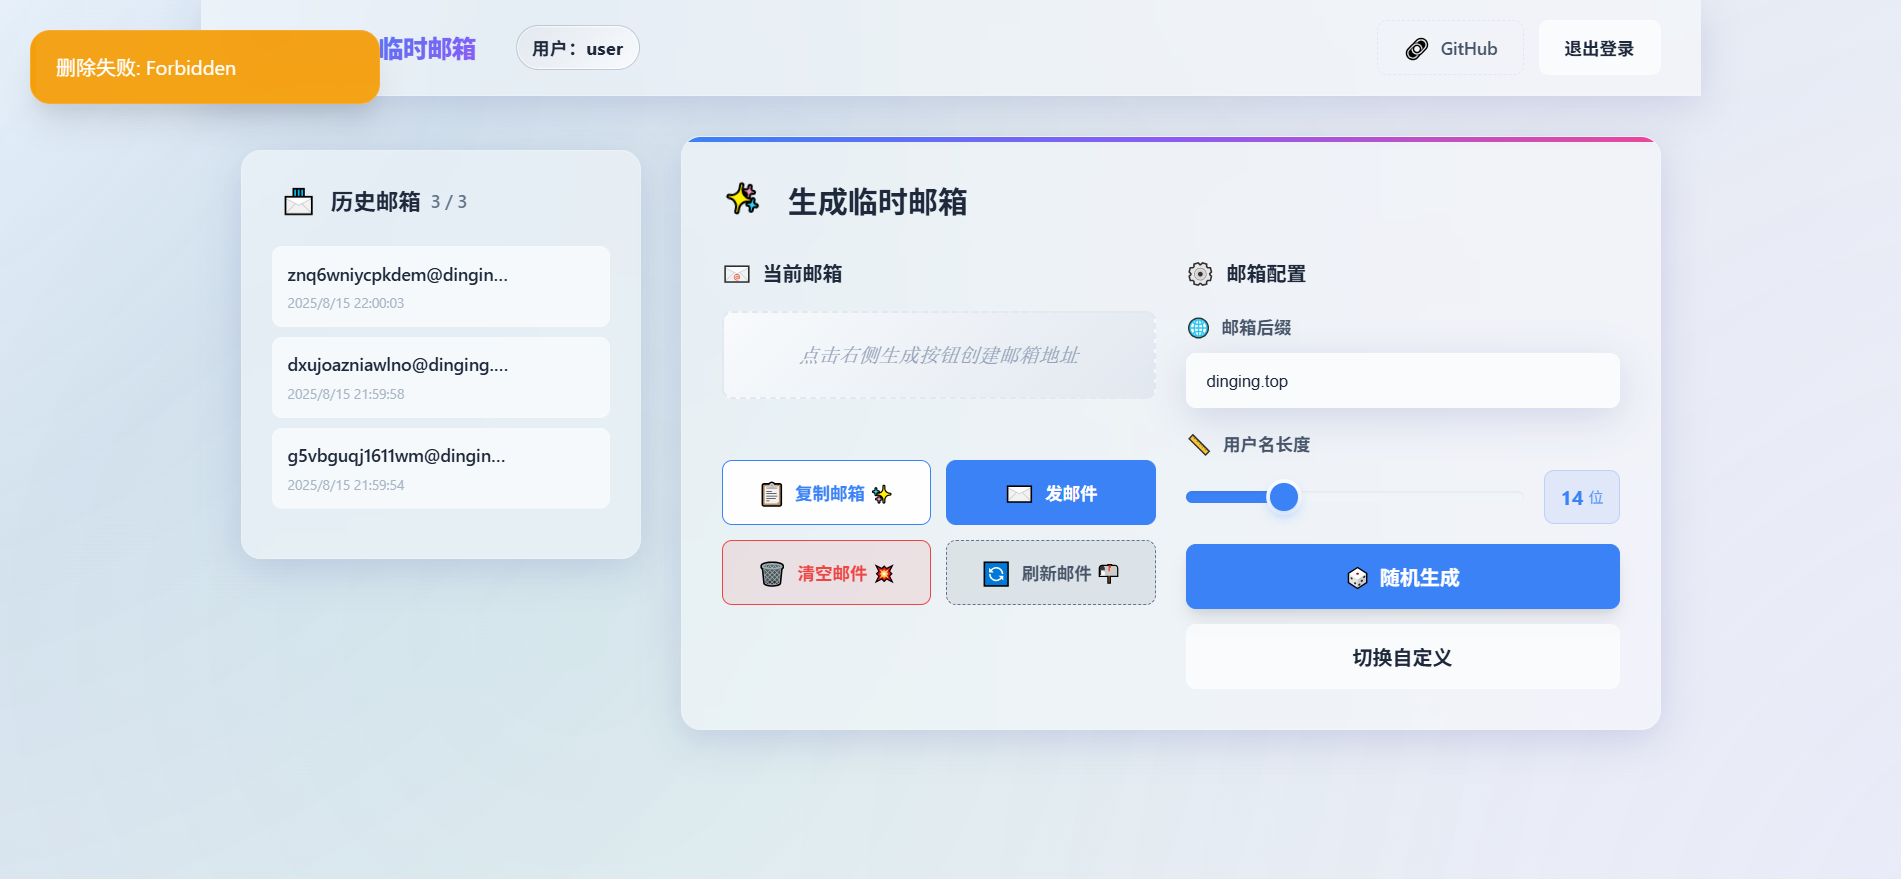 删除失败: Forbidden
临时邮箱
用户：user
GitHub
退出登录
历史邮箱 3 / 3
znq6wniycpkdem@dingin...
2025/8/15 22:00:03
dxujoazniawlno@dinging....
2025/8/15 21:59:58
g5vbguqj1611wm@dingin...
2025/8/15 21:59:54
生成临时邮箱
当前邮箱
点击右侧生成按钮创建邮箱地址
复制邮箱
发邮件
清空邮件
刷新邮件
邮箱配置
邮箱后缀
dinging.top
用户名长度
14 位
随机生成
切换自定义